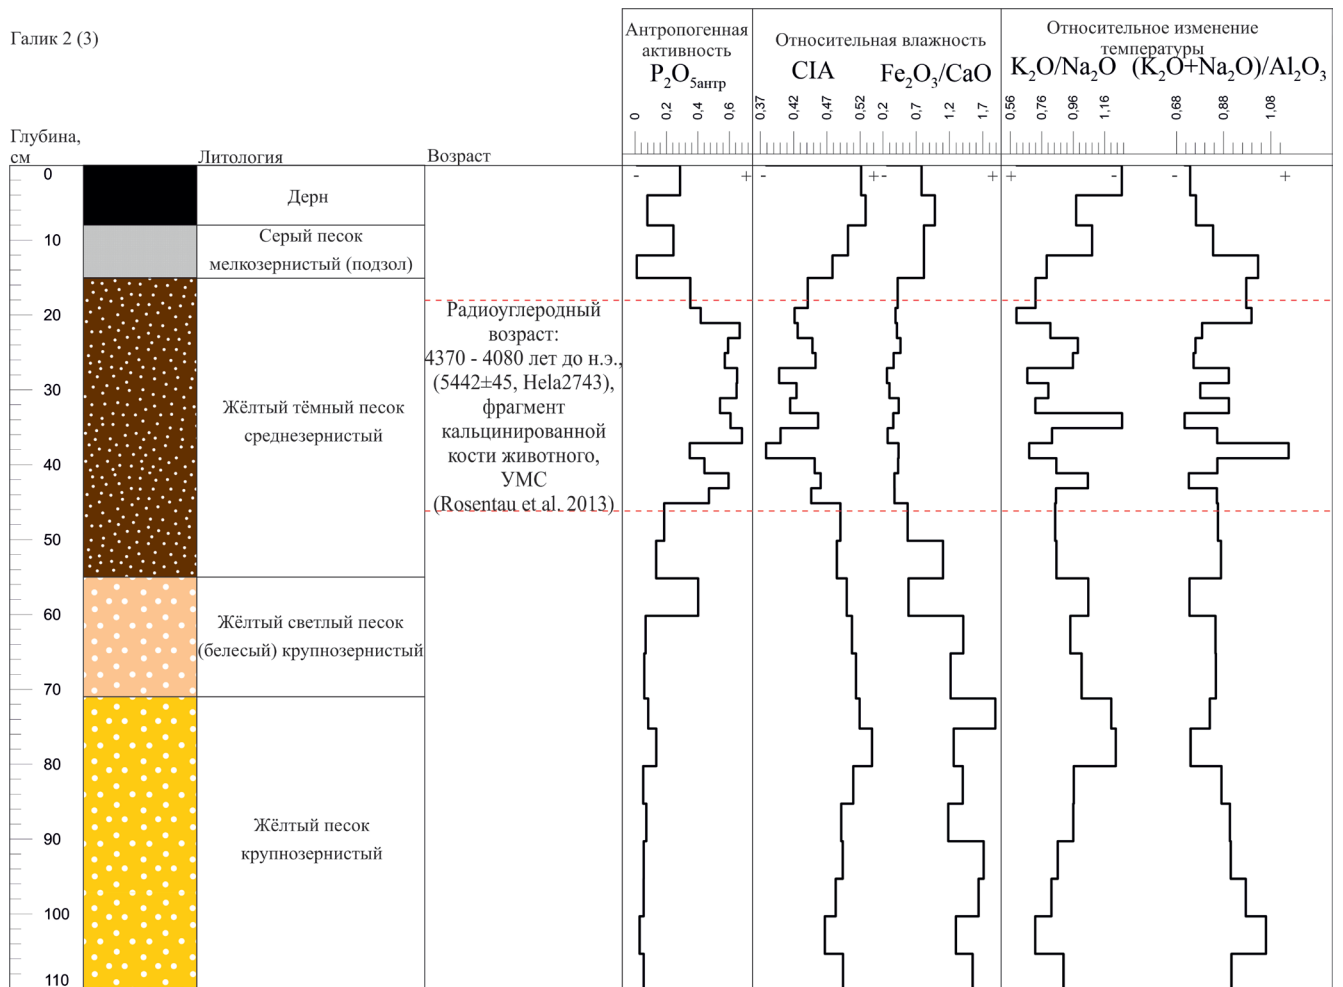 Галик 2 (3)
Антропогенная
активность
P₂O₅антр
Относительная влажность
CIA
Fe₂O₃/CaO
Относительное изменение
температуры
K₂O/Na₂O
(K₂O+Na₂O)/Al₂O₃
0
0,2
0,4
0,6
0,37
0,42
0,47
0,52
0,2
0,7
1,2
1,7
0,56
0,76
0,96
1,16
0,68
0,88
1,08
Глубина,
см
Литология
Возраст
- +
- +
- +
+ -
- +
0
10
20
30
40
50
60
70
80
90
100
110
Дерн
Серый песок
мелкозернистый (подзол)
Жёлтый тёмный песок
среднезернистый
Жёлтый светлый песок
(белесый) крупнозернистый
Жёлтый песок
крупнозернистый
Радиоуглеродный
возраст:
4370 - 4080 лет до н.э.,
(5442±45, Hela2743),
фрагмент
кальцинированной
кости животного,
УМС
(Rosentau et al. 2013)